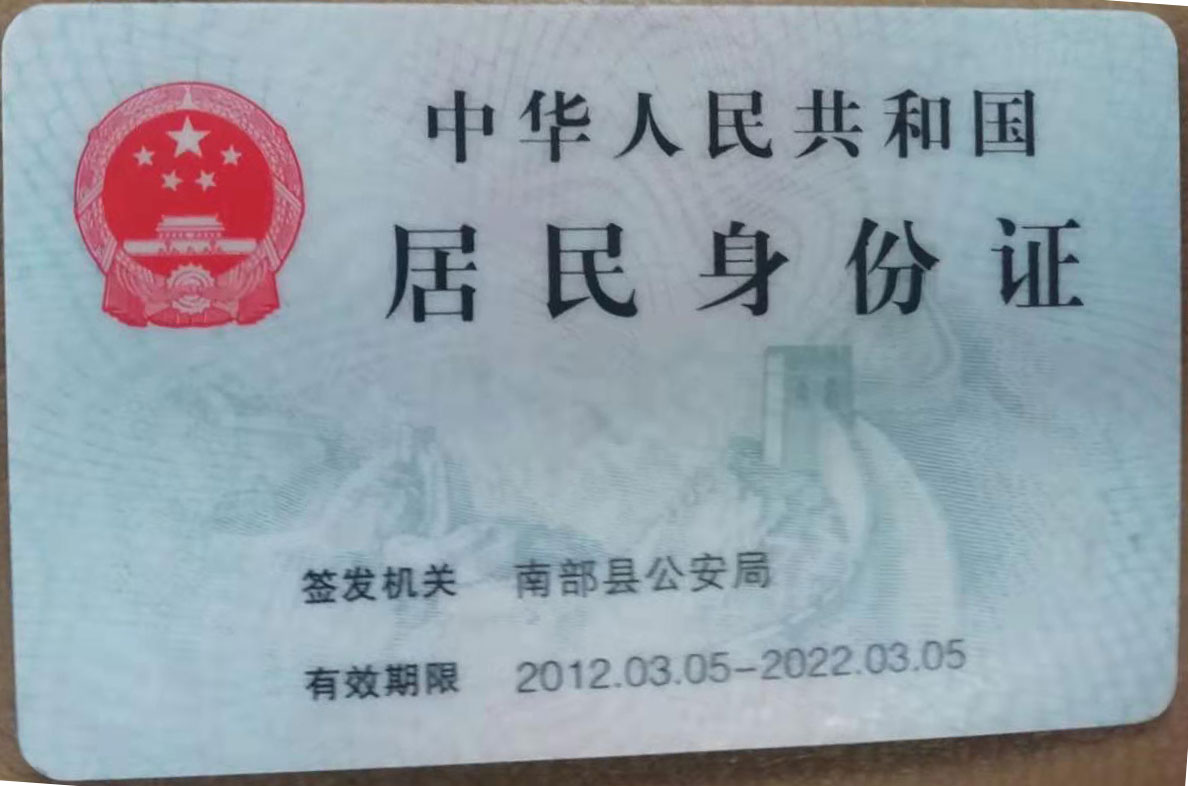 中华人民共和国
居民身份证
签发机关 南部县公安局
有效期限 2012.03.05-2022.03.05